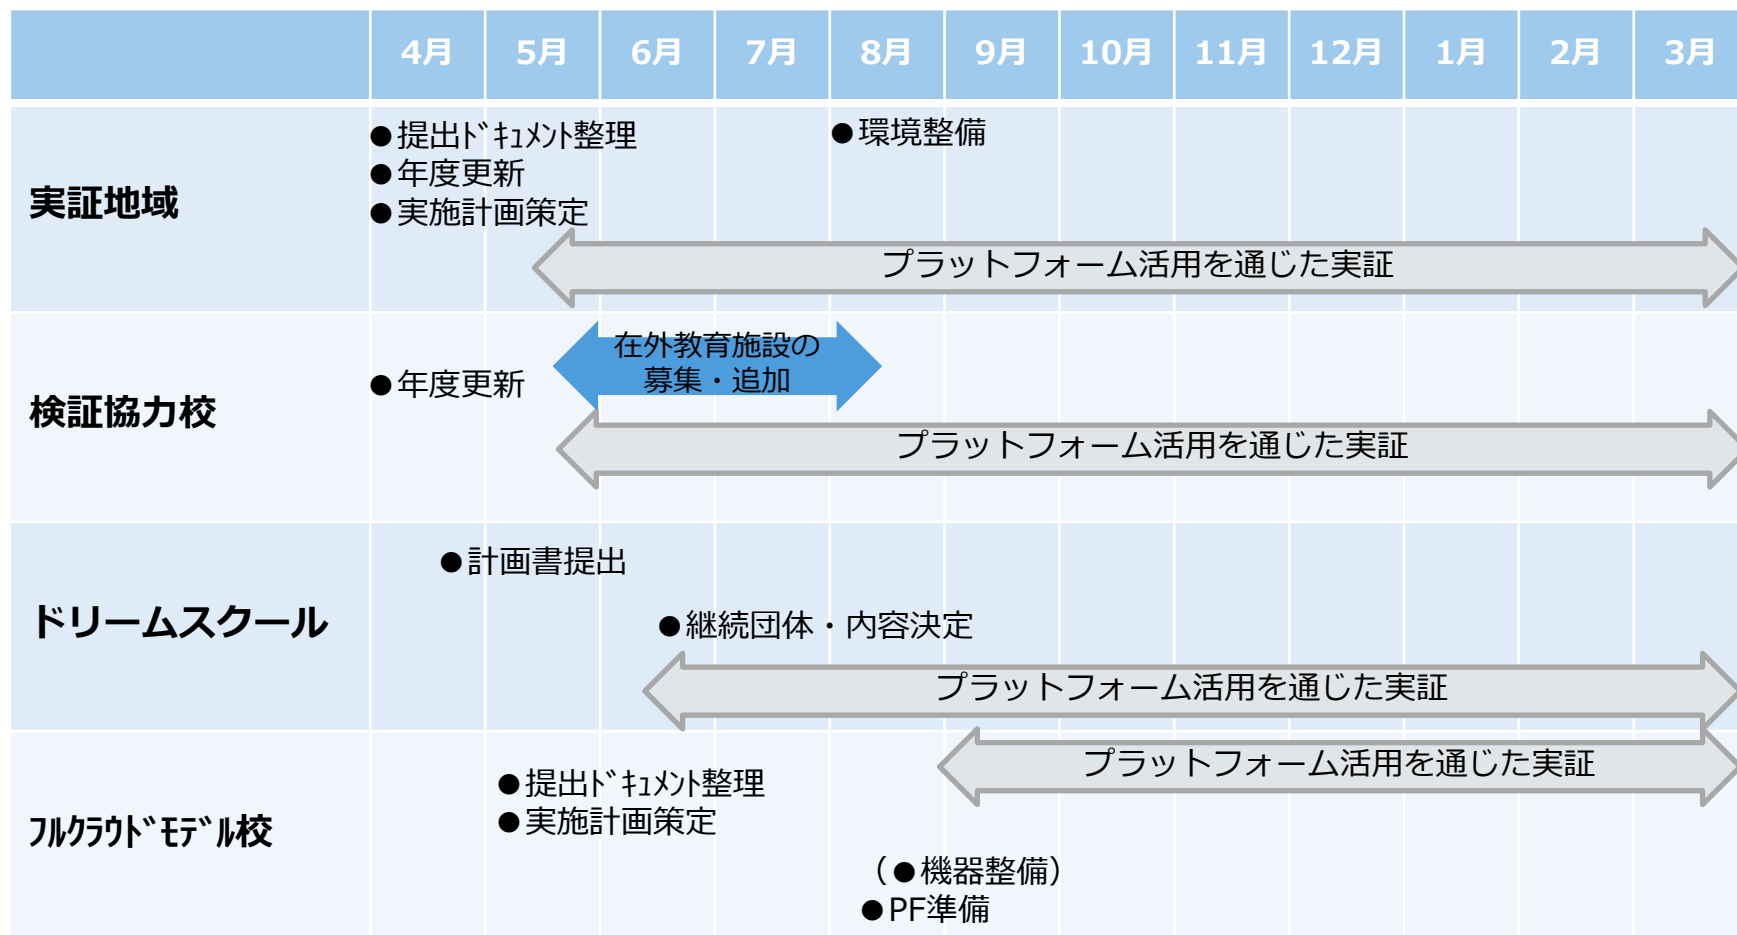 4月 5月 6月 7月 8月 9月 10月 11月 12月 1月 2月 3月
実証地域
●提出ﾄﾞｷｭﾒﾝﾄ整理
●年度更新
●実施計画策定
●環境整備
プラットフォーム活用を通じた実証
検証協力校
●年度更新
在外教育施設の
募集・追加
プラットフォーム活用を通じた実証
ドリームスクール
●計画書提出
●継続団体・内容決定
プラットフォーム活用を通じた実証
ﾌﾙｸﾗｳﾄﾞﾓﾃﾞﾙ校
プラットフォーム活用を通じた実証
●提出ﾄﾞｷｭﾒﾝﾄ整理
●実施計画策定
（●機器整備）
●PF準備